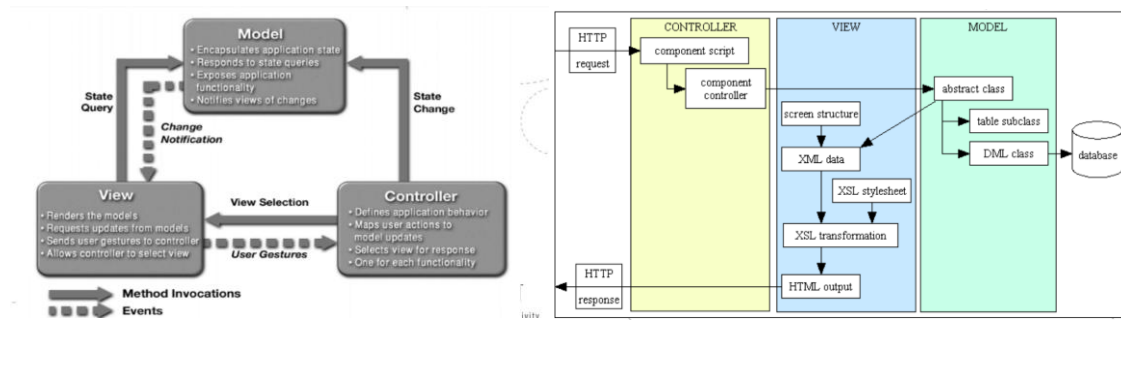 Model
• Encapsulates application state
• Responds to state queries
• Exposes application
functionality
• Notifies views of changes
State
Query
State
Change
Change
Notification
View
• Renders the models
• Requests updates from models
• Sends user gestures to controller
• Allows controller to select view
View Selection
User Gestures
Controller
• Defines application behavior
• Maps user actions to
model updates
• Selects view for response
• One for each functionality
Method Invocations
Events
HTTP
request
CONTROLLER
component script
component
controller
VIEW
screen structure
XML data
XSL stylesheet
XSL transformation
HTML output
MODEL
abstract class
table subclass
DML class
database
HTTP
response